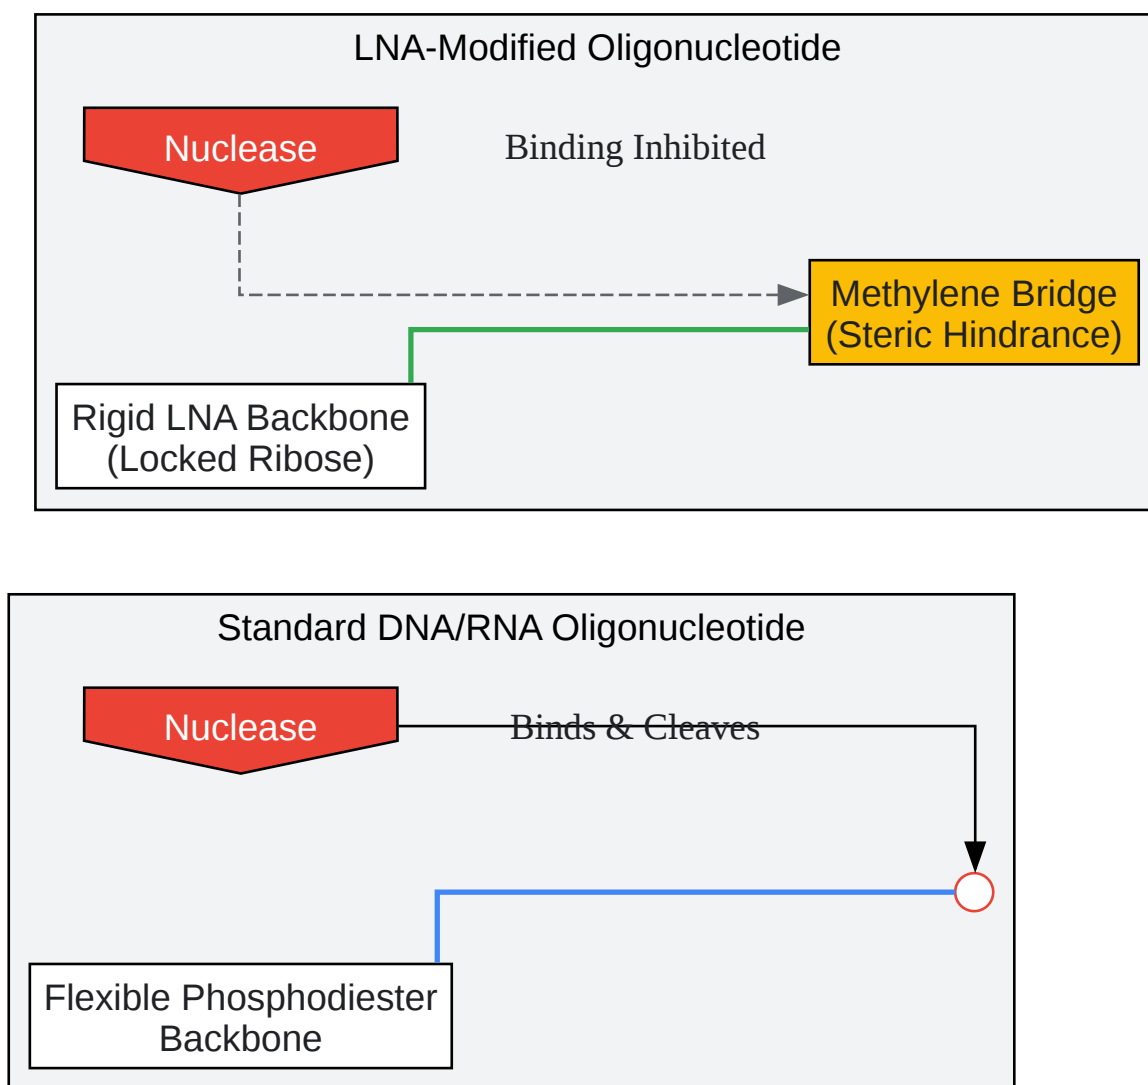 LNA-Modified Oligonucleotide
Nuclease
Binding Inhibited
Methylene Bridge
(Steric Hindrance)
Rigid LNA Backbone
(Locked Ribose)
Standard DNA/RNA Oligonucleotide
Nuclease
Binds & Cleaves
Flexible Phosphodiester
Backbone